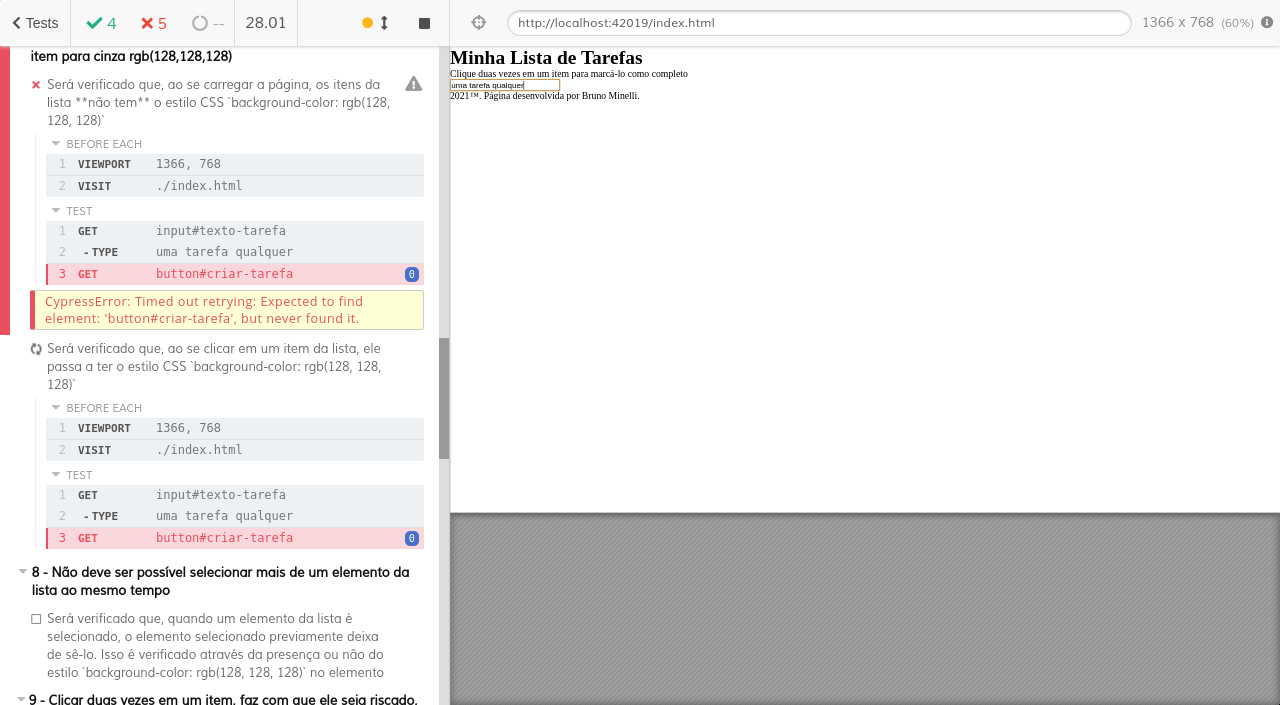 Tests 4 5 -- 28.01
http://localhost:42019/index.html 1366 x 768 (60%)
item para cinza rgb(128,128,128)
Será verificado que, ao se carregar a página, os itens da
lista **não tem** o estilo CSS `background-color: rgb(128,
128, 128)`
BEFORE EACH
1 VIEWPORT 1366, 768
2 VISIT ./index.html
TEST
1 GET input#texto-tarefa
2 -TYPE uma tarefa qualquer
3 GET button#criar-tarefa 0
CypressError: Timed out retrying: Expected to find
element: 'button#criar-tarefa', but never found it.
Será verificado que, ao se clicar em um item da lista, ele
passa a ter o estilo CSS `background-color: rgb(128, 128,
128)`
BEFORE EACH
1 VIEWPORT 1366, 768
2 VISIT ./index.html
TEST
1 GET input#texto-tarefa
2 -TYPE uma tarefa qualquer
3 GET button#criar-tarefa 0
8 - Não deve ser possível selecionar mais de um elemento da
lista ao mesmo tempo
Será verificado que, quando um elemento da lista é
selecionado, o elemento selecionado previamente deixa
de sê-lo. Isso é verificado através da presença ou não do
estilo `background-color: rgb(128, 128, 128)` no elemento
9 - Clicar duas vezes em um item, faz com que ele seja riscado,
Minha Lista de Tarefas
Clique duas vezes em um item para marcá-lo como completo
uma tarefa qualquer
2021™. Página desenvolvida por Bruno Minelli.